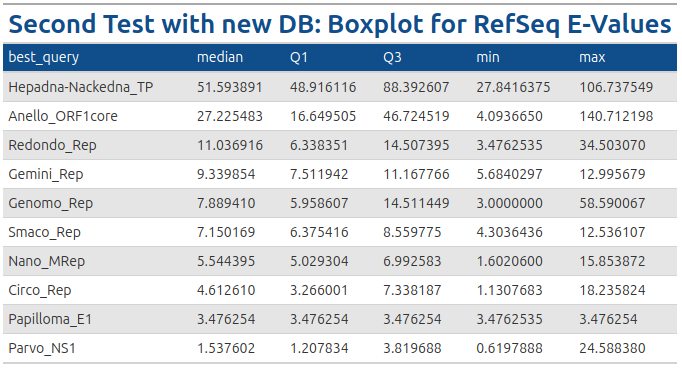 Second Test with new DB: Boxplot for RefSeq E-Values
best_query median Q1 Q3 min max
Hepadna-Nackedna_TP 51.593891 48.916116 88.392607 27.8416375 106.737549
Anello_ORF1core 27.225483 16.649505 46.724519 4.0936650 140.712198
Redondo_Rep 11.036916 6.338351 14.507395 3.4762535 34.503070
Gemini_Rep 9.339854 7.511942 11.167766 5.6840297 12.995679
Genomo_Rep 7.889410 5.958607 14.511449 3.0000000 58.590067
Smaco_Rep 7.150169 6.375416 8.559775 4.3036436 12.536107
Nano_MRep 5.544395 5.029304 6.992583 1.6020600 15.853872
Circo_Rep 4.612610 3.266001 7.338187 1.1307683 18.235824
Papilloma_E1 3.476254 3.476254 3.476254 3.4762535 3.476254
Parvo_NS1 1.537602 1.207834 3.819688 0.6197888 24.588380